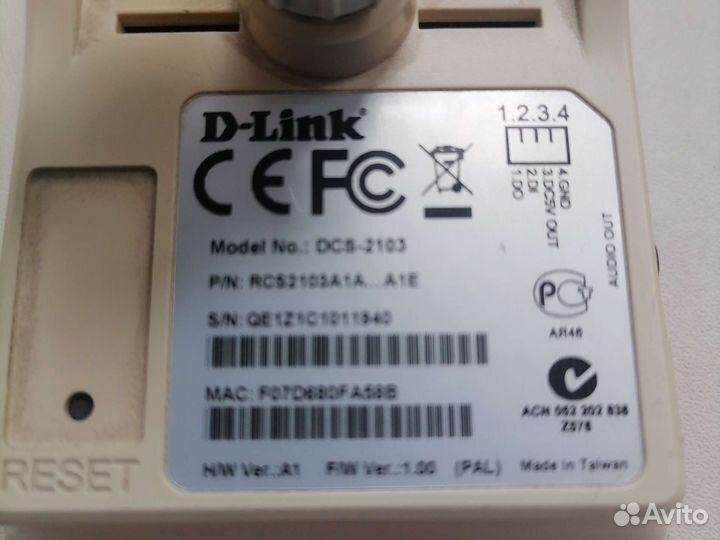 D-Link
CE FC
1.2.3.4
4.GND
3.DC5V OUT
2.DI
1.DO
AUDIO OUT
Model No.: DCS-2103
P/N: RCS2103A1A...A1E
S/N: QE1Z1C1011840
MAC: F07D680FA58B
АЯ46
ACN 052 202 838
Z576
H/W Ver.:A1 F/W Ver.:1.00 (PAL) Made in Taiwan
RESET
Avito